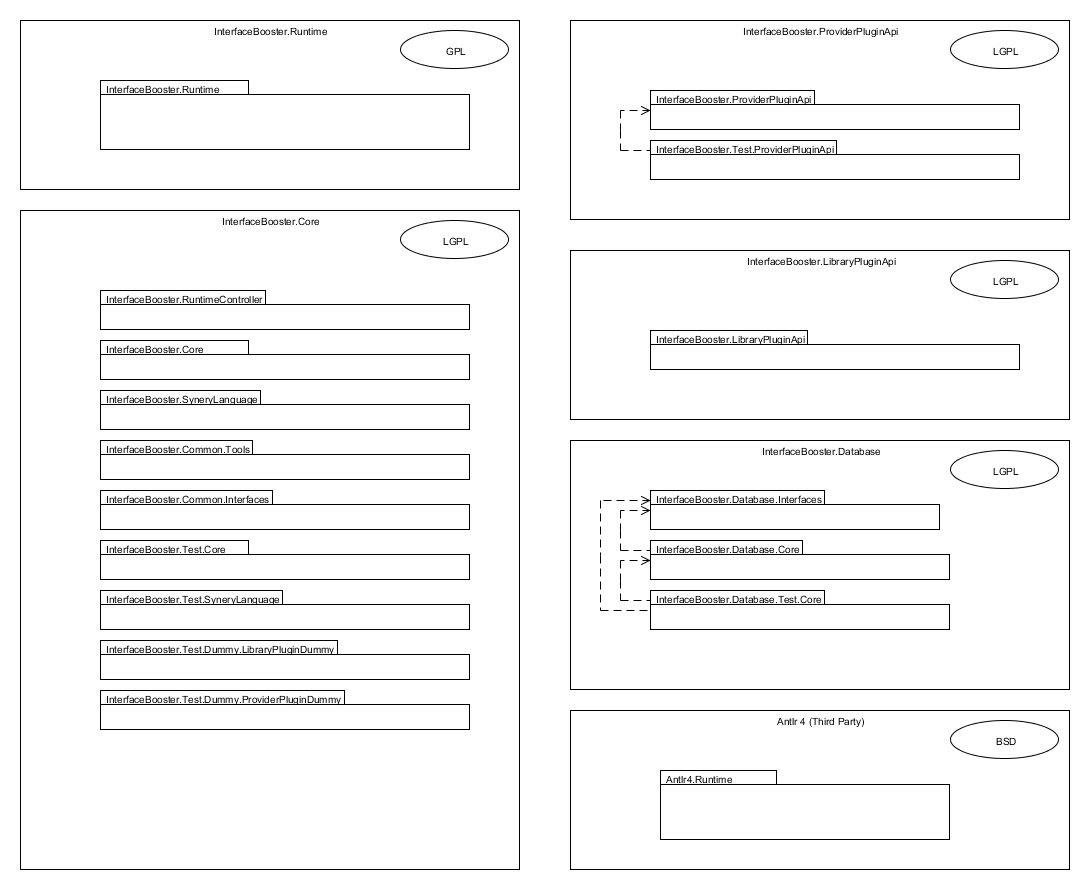 InterfaceBooster.Runtime
GPL
InterfaceBooster.Runtime
InterfaceBooster.Core
LGPL
InterfaceBooster.RuntimeController
InterfaceBooster.Core
InterfaceBooster.SyneryLanguage
InterfaceBooster.Common.Tools
InterfaceBooster.Common.Interfaces
InterfaceBooster.Test.Core
InterfaceBooster.Test.SyneryLanguage
InterfaceBooster.Test.Dummy.LibraryPluginDummy
InterfaceBooster.Test.Dummy.ProviderPluginDummy
InterfaceBooster.ProviderPluginApi
LGPL
InterfaceBooster.ProviderPluginApi
InterfaceBooster.Test.ProviderPluginApi
InterfaceBooster.LibraryPluginApi
LGPL
InterfaceBooster.LibraryPluginApi
InterfaceBooster.Database
LGPL
InterfaceBooster.Database.Interfaces
InterfaceBooster.Database.Core
InterfaceBooster.Database.Test.Core
Antlr 4 (Third Party)
BSD
Antlr4.Runtime